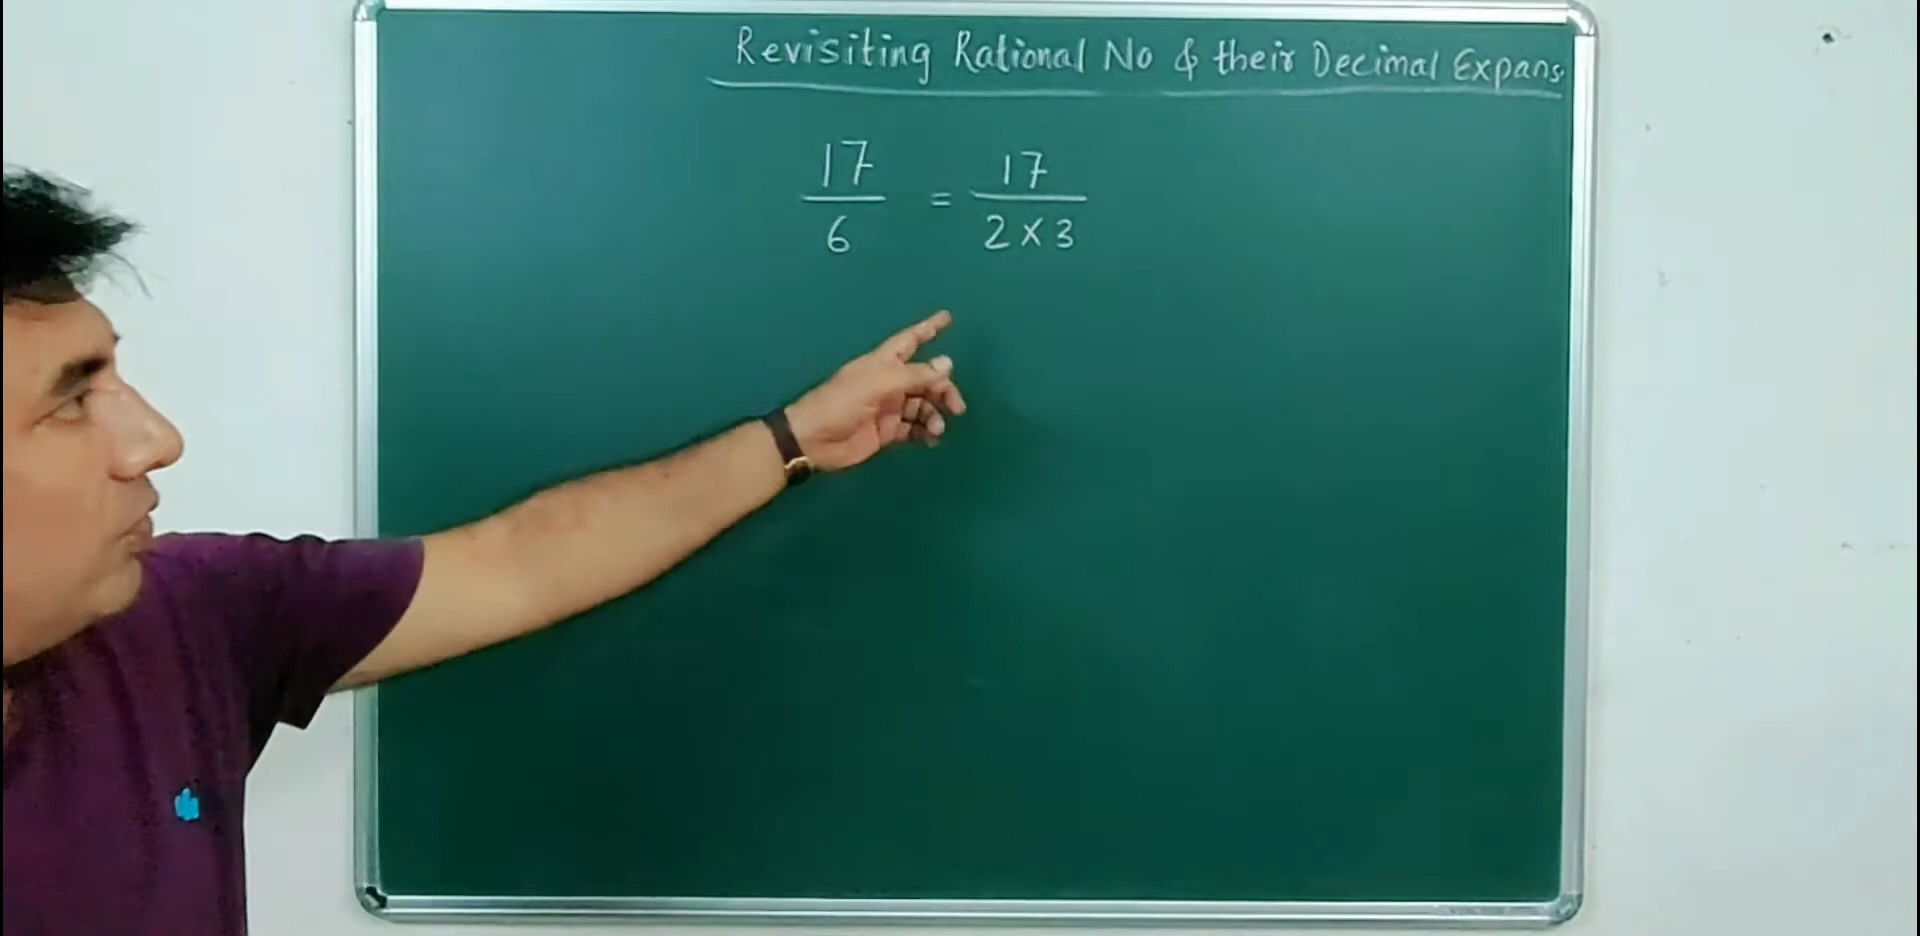 Revisiting Rational No & their Decimal Expans.
17/6 = 17/(2 × 3)